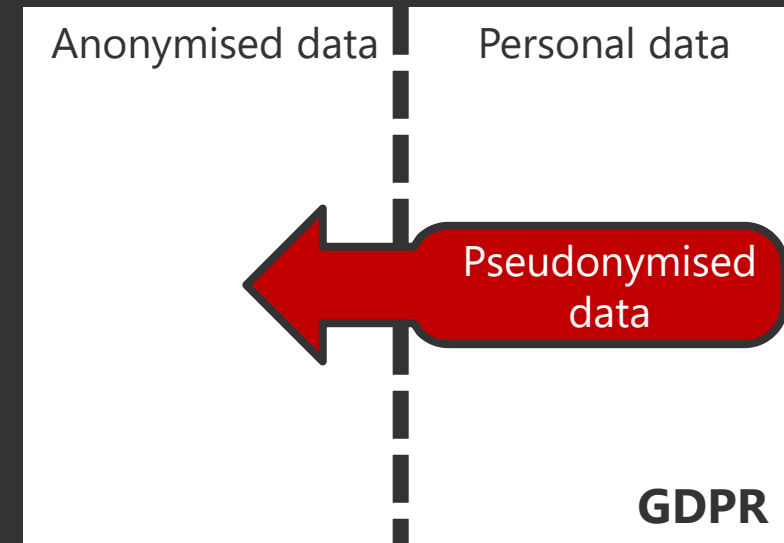 Anonymised data
Personal data
Pseudonymised
data
GDPR